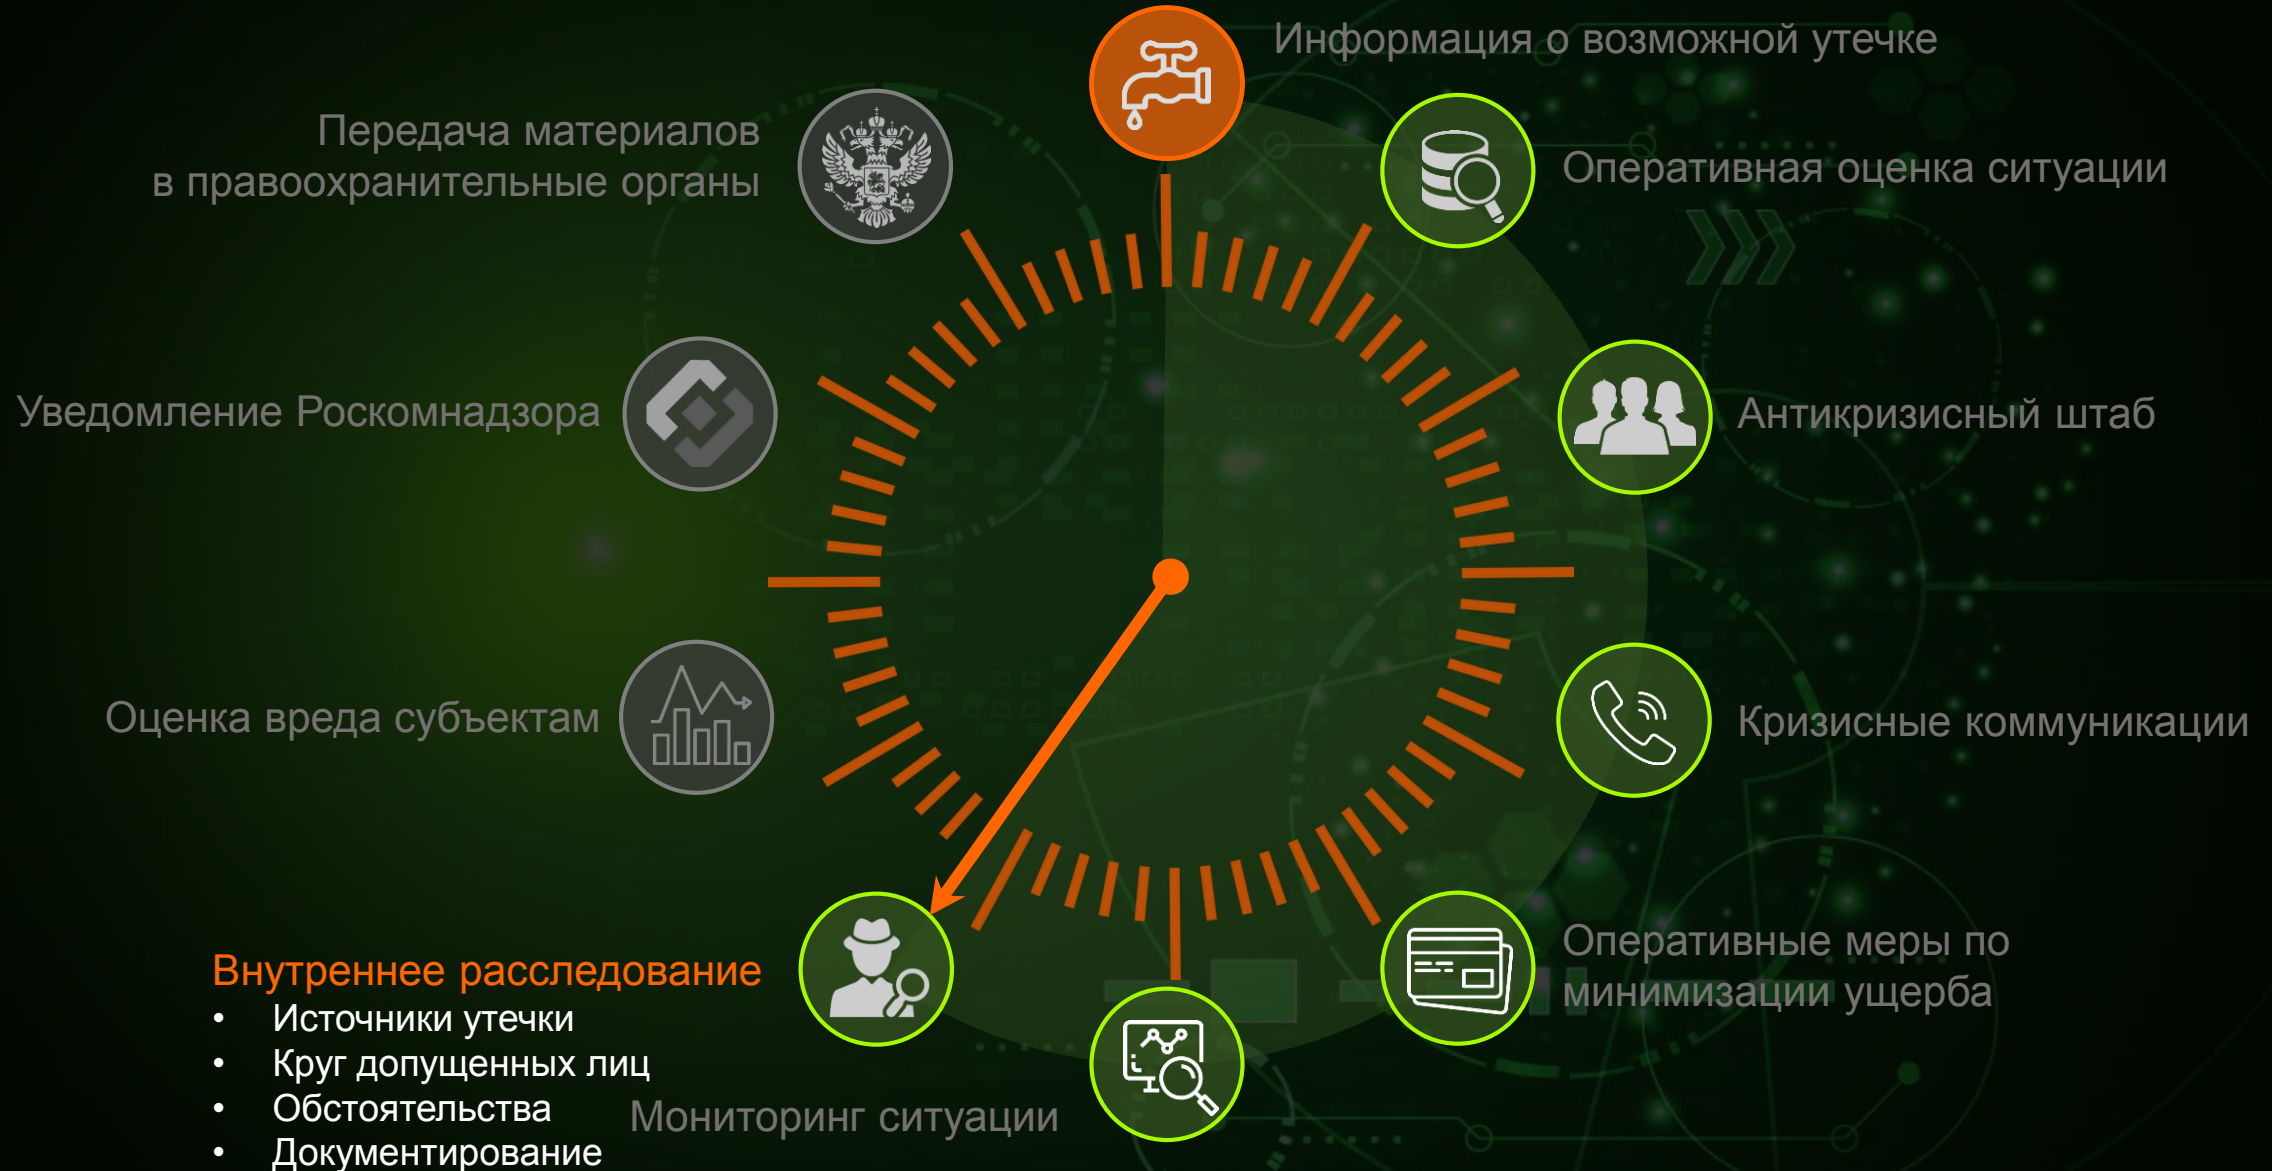 Информация о возможной утечке
Оперативная оценка ситуации
Антикризисный штаб
Кризисные коммуникации
Оперативные меры по
минимизации ущерба
Мониторинг ситуации
Внутреннее расследование
• Источники утечки
• Круг допущенных лиц
• Обстоятельства
• Документирование
Оценка вреда субъектам
Уведомление Роскомнадзора
Передача материалов
в правоохранительные органы